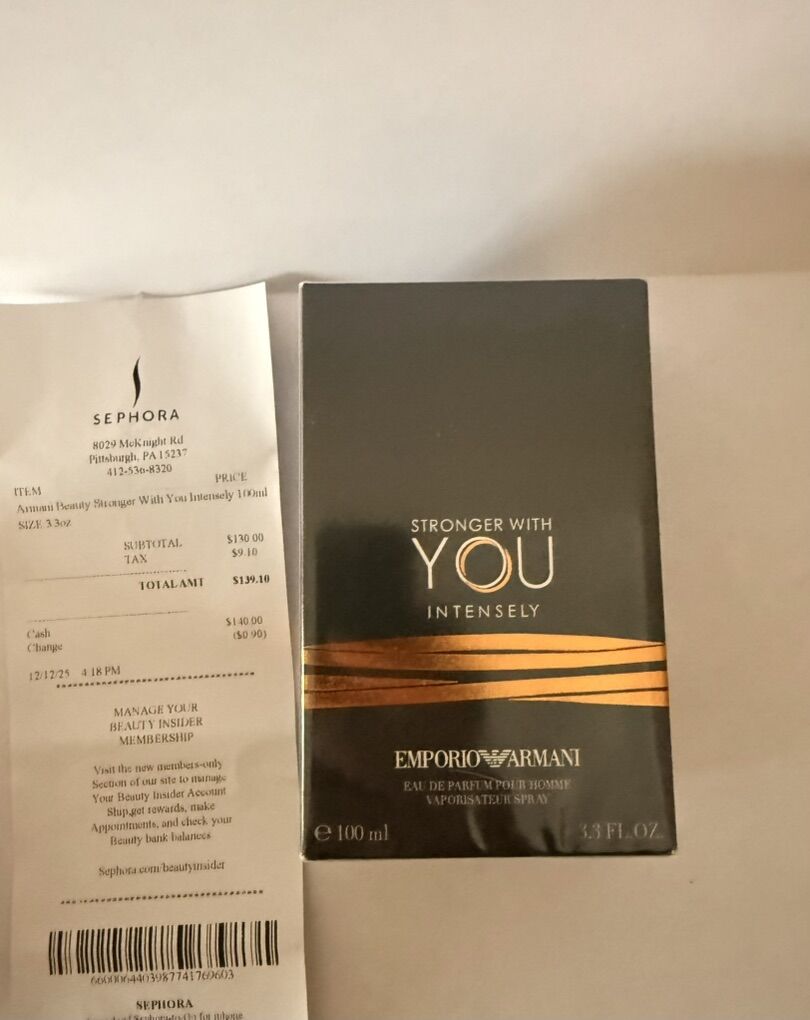 SEPHORA
8029 McKnight Rd
Pittsburgh, PA 15237
412-536-8320
ITEM PRICE
Armani Beauty Stronger With You Intensely 100ml
SIZE 3.3oz
SUBTOTAL $130.00
TAX $9.10
TOTAL AMT $139.10
Cash $140.00
Change ($0.90)
12/12/25 4:18 PM
MANAGE YOUR
BEAUTY INSIDER
MEMBERSHIP
Visit the new members-only
Section of our site to manage
Your Beauty Insider Account
Ship,get rewards, make
Appointments, and check your
Beauty bank balances
Sephora.com/beautyinsider
SEPHORA
for iphone
STRONGER WITH
YOU
INTENSELY
EMPORIO ARMANI
EAU DE PARFUM POUR HOMME
VAPORISATEUR SPRAY
e 100 ml 3.3 FL.OZ.